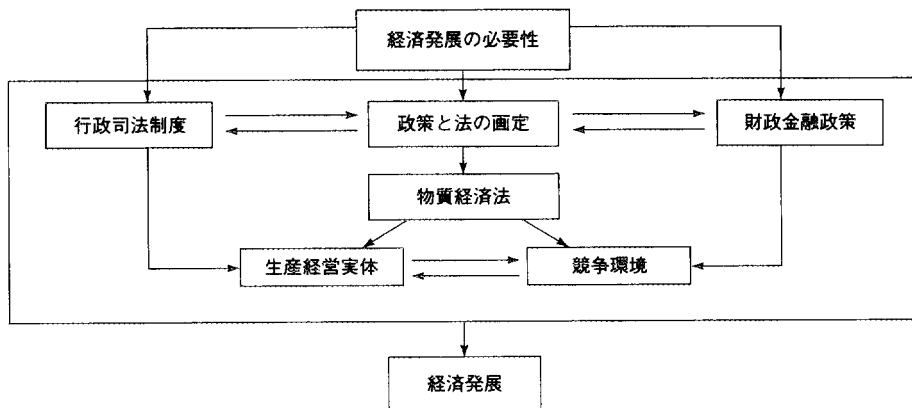 経済発展の必要性
行政司法制度
政策と法の画定
財政金融政策
物質経済法
生産経営実体
競争環境
経済発展